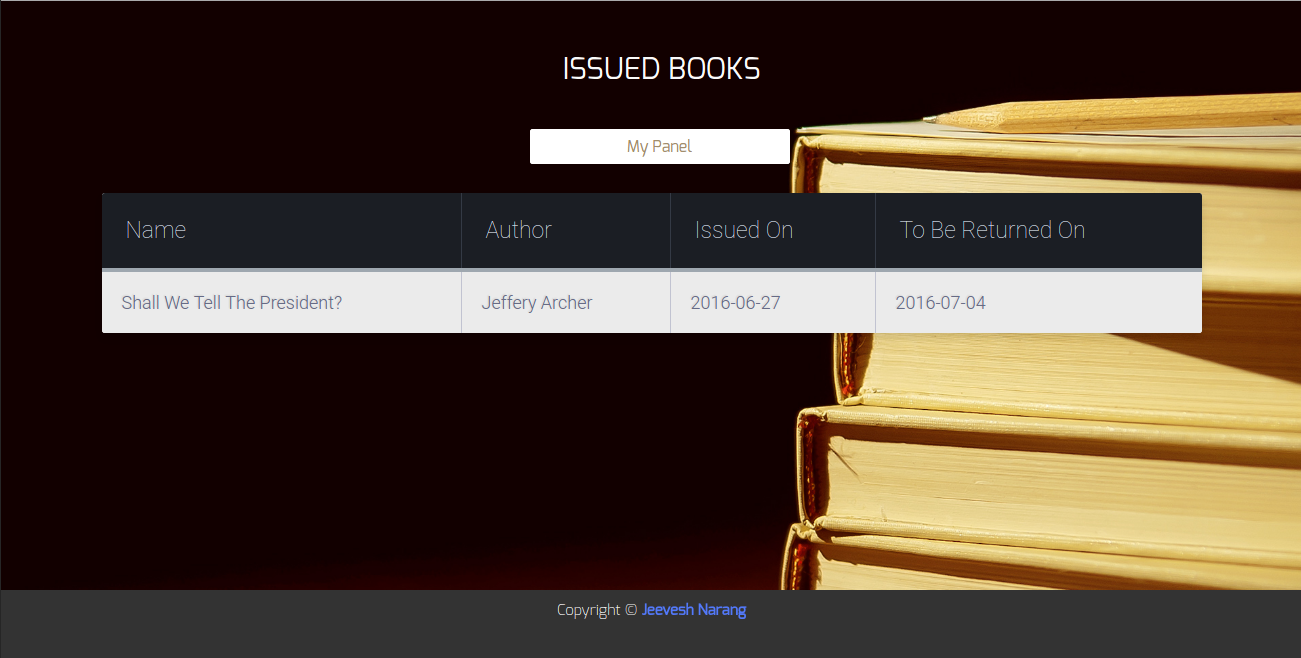 ISSUED BOOKS
My Panel
Name Author Issued On To Be Returned On
Shall We Tell The President? Jeffery Archer 2016-06-27 2016-07-04
Copyright © Jeevesh Narang